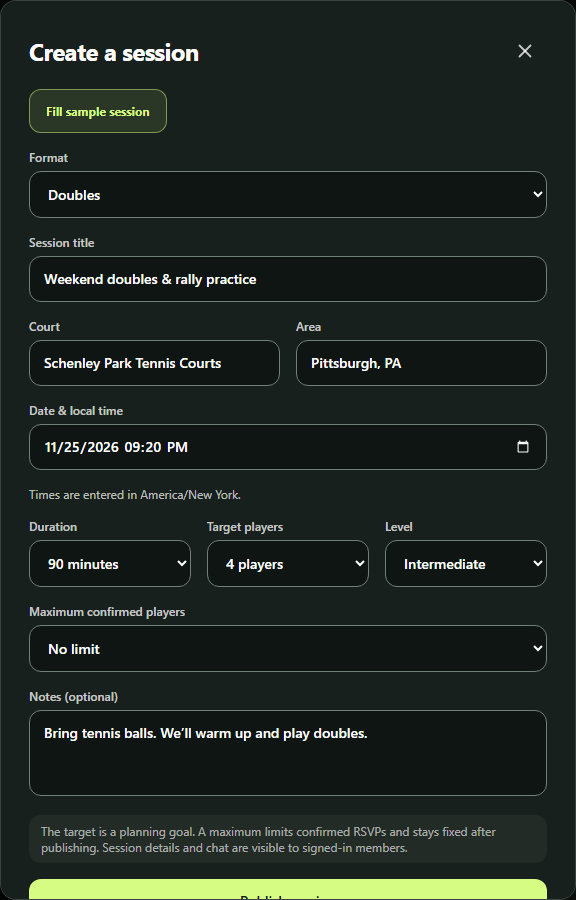 Create a session
Fill sample session
Format
Doubles
Session title
Weekend doubles & rally practice
Court
Area
Schenley Park Tennis Courts
Pittsburgh, PA
Date & local time
11/25/2026 09:20 PM
Times are entered in America/New York.
Duration
Target players
Level
90 minutes
4 players
Intermediate
Maximum confirmed players
No limit
Notes (optional)
Bring tennis balls. We’ll warm up and play doubles.
The target is a planning goal. A maximum limits confirmed RSVPs and stays fixed after
publishing. Session details and chat are visible to signed-in members.